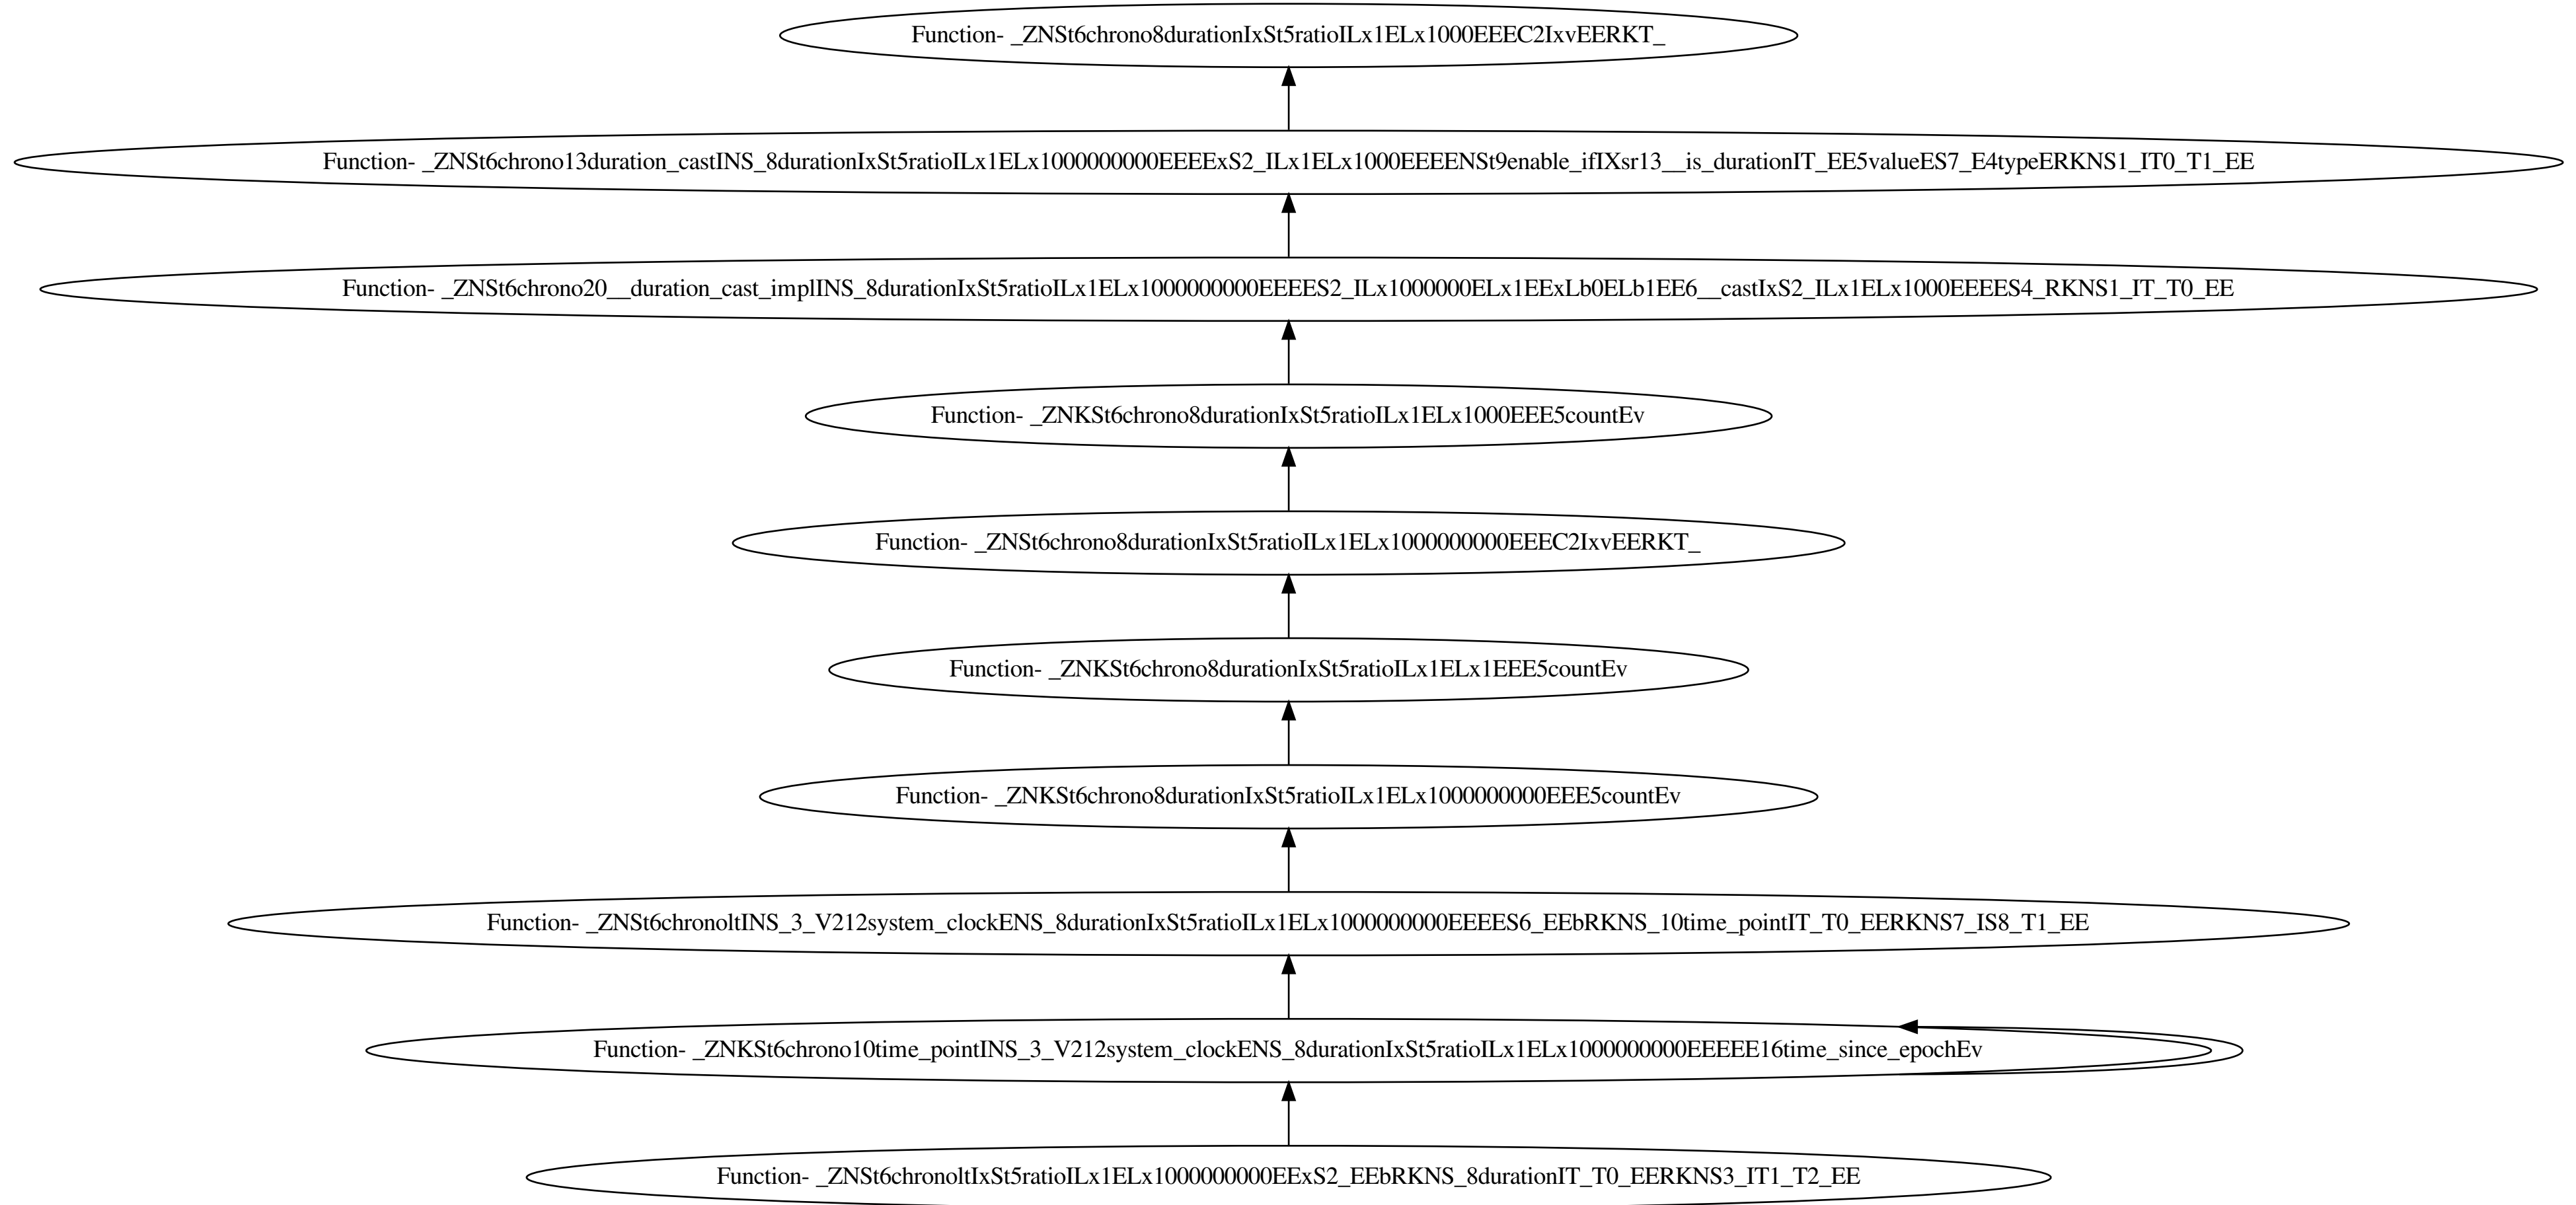 Function- _ZNSt6chrono8durationIxSt5ratioILx1ELx1000EEEC2IxvEERKT_
Function- _ZNSt6chrono13duration_castINS_8durationIxSt5ratioILx1ELx1000000000EEEExS2_ILx1ELx1000EEEENSt9enable_ifIXsr13__is_durationIT_EE5valueES7_E4typeERKNS1_IT0_T1_EE
Function- _ZNSt6chrono20__duration_cast_implINS_8durationIxSt5ratioILx1ELx1000000000EEEES2_ILx1000000ELx1EExLb0ELb1EE6__castIxS2_ILx1ELx1000EEEES4_RKNS1_IT_T0_EE
Function- _ZNKSt6chrono8durationIxSt5ratioILx1ELx1000EEE5countEv
Function- _ZNSt6chrono8durationIxSt5ratioILx1ELx1000000000EEEC2IxvEERKT_
Function- _ZNKSt6chrono8durationIxSt5ratioILx1ELx1EEE5countEv
Function- _ZNKSt6chrono8durationIxSt5ratioILx1ELx1000000000EEE5countEv
Function- _ZNSt6chronoltINS_3_V212system_clockENS_8durationIxSt5ratioILx1ELx1000000000EEEES6_EEbRKNS_10time_pointIT_T0_EERKNS7_IS8_T1_EE
Function- _ZNKSt6chrono10time_pointINS_3_V212system_clockENS_8durationIxSt5ratioILx1ELx1000000000EEEEE16time_since_epochEv
Function- _ZNSt6chronoltIxSt5ratioILx1ELx1000000000EExS2_EEbRKNS_8durationIT_T0_EERKNS3_IT1_T2_EE